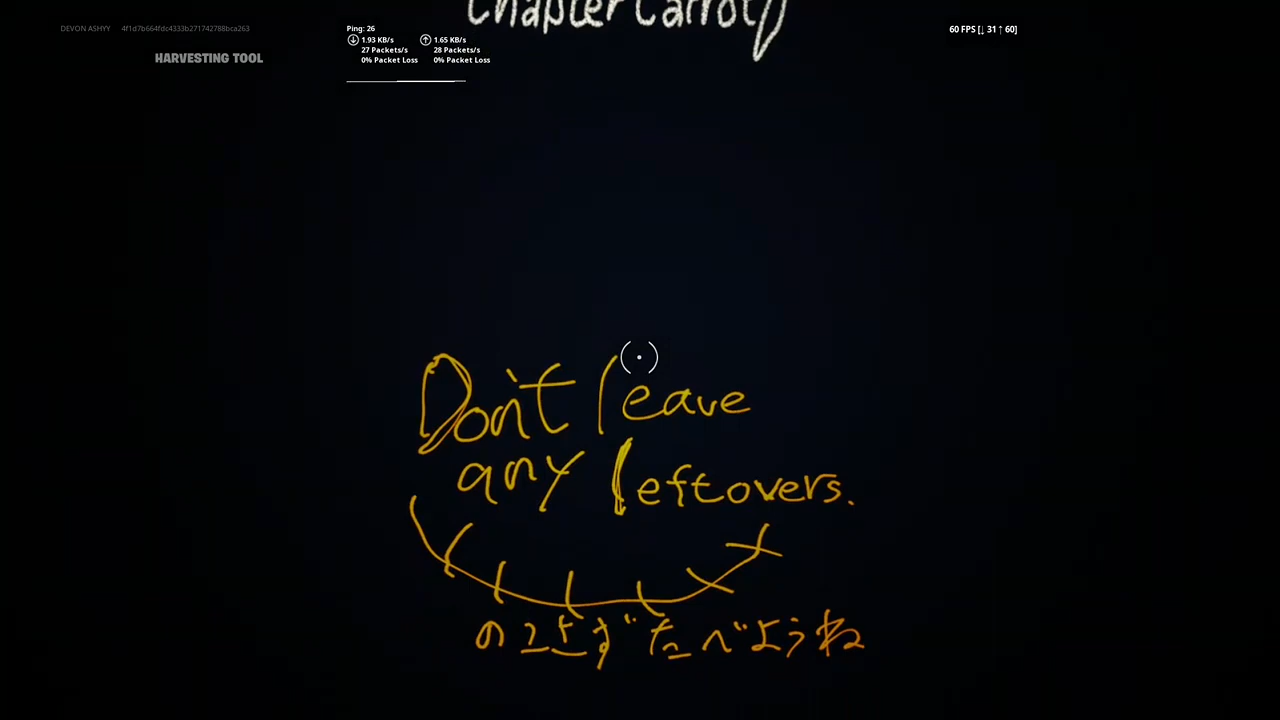 Chapter Carrot
DEVON ASHYY 4f1d7b664fdc4333b271742788bca263
Ping: 26
1.93 KB/s 1.65 KB/s
27 Packets/s 28 Packets/s
0% Packet Loss 0% Packet Loss
60 FPS [↓ 31 ↑ 60]
HARVESTING TOOL
Don't leave
any leftovers.
のこさずたべようね